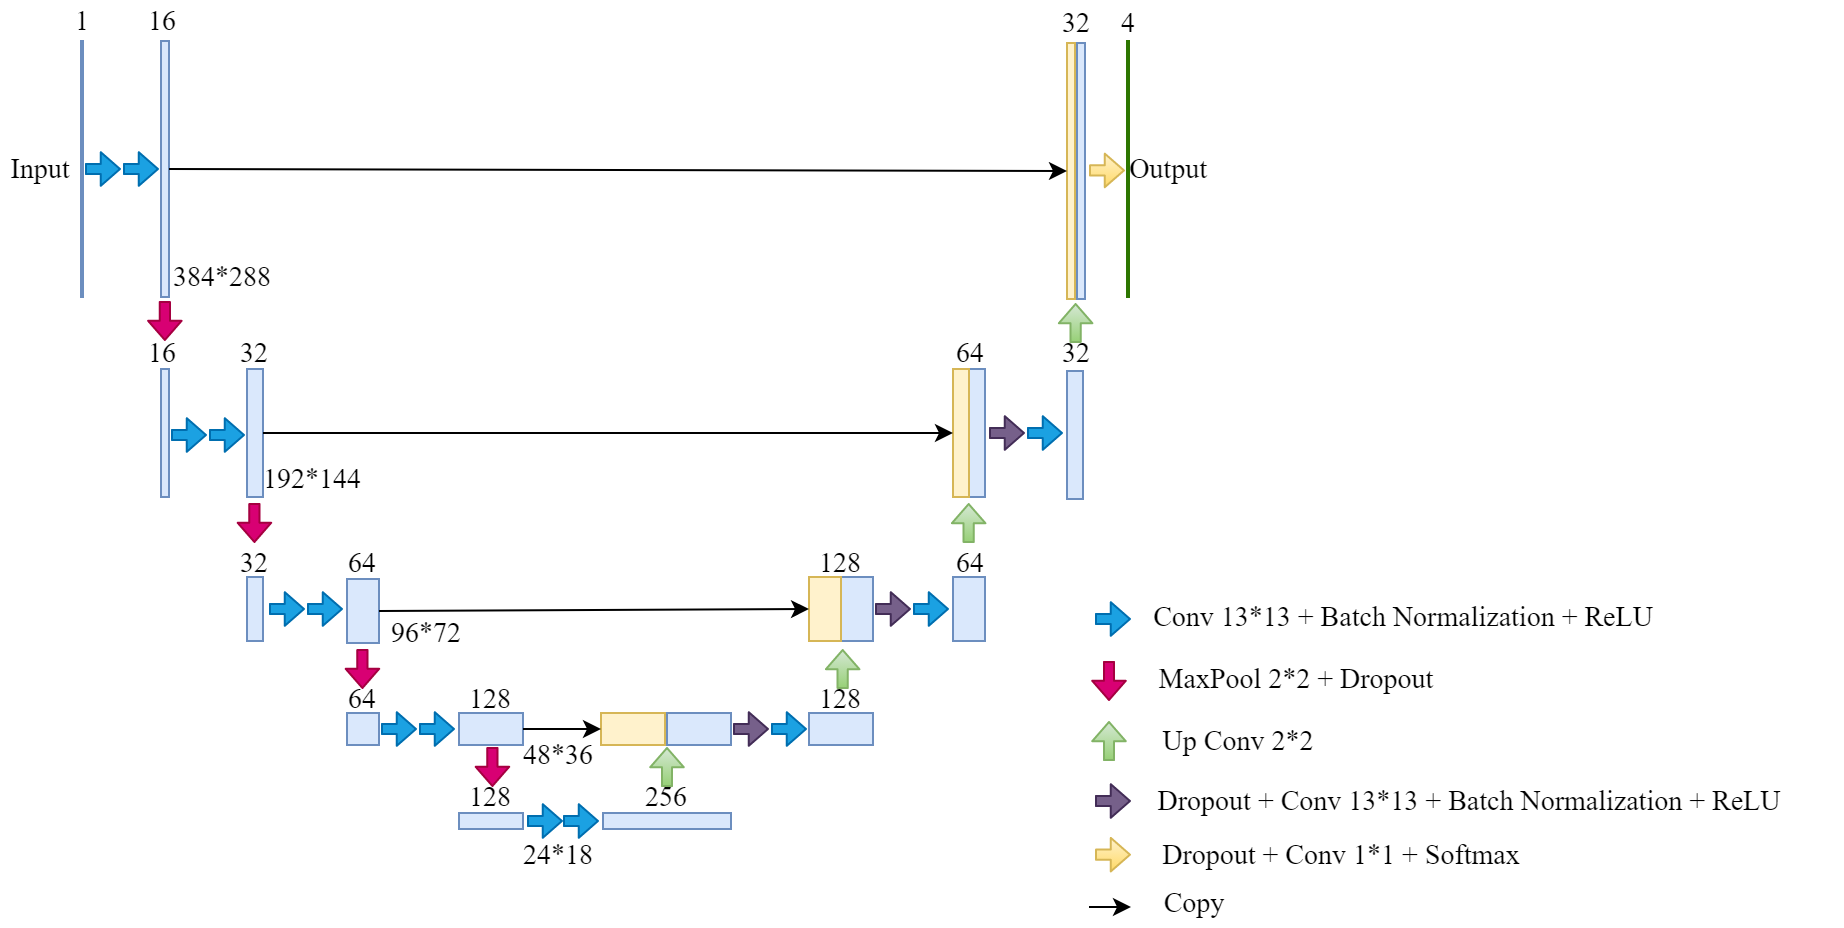 1
16
32
4
Input
Output
384*288
16
32
64
32
192*144
32
64
128
64
96*72
64
128
128
48*36
128
256
24*18
Conv 13*13 + Batch Normalization + ReLU
MaxPool 2*2 + Dropout
Up Conv 2*2
Dropout + Conv 13*13 + Batch Normalization + ReLU
Dropout + Conv 1*1 + Softmax
Copy